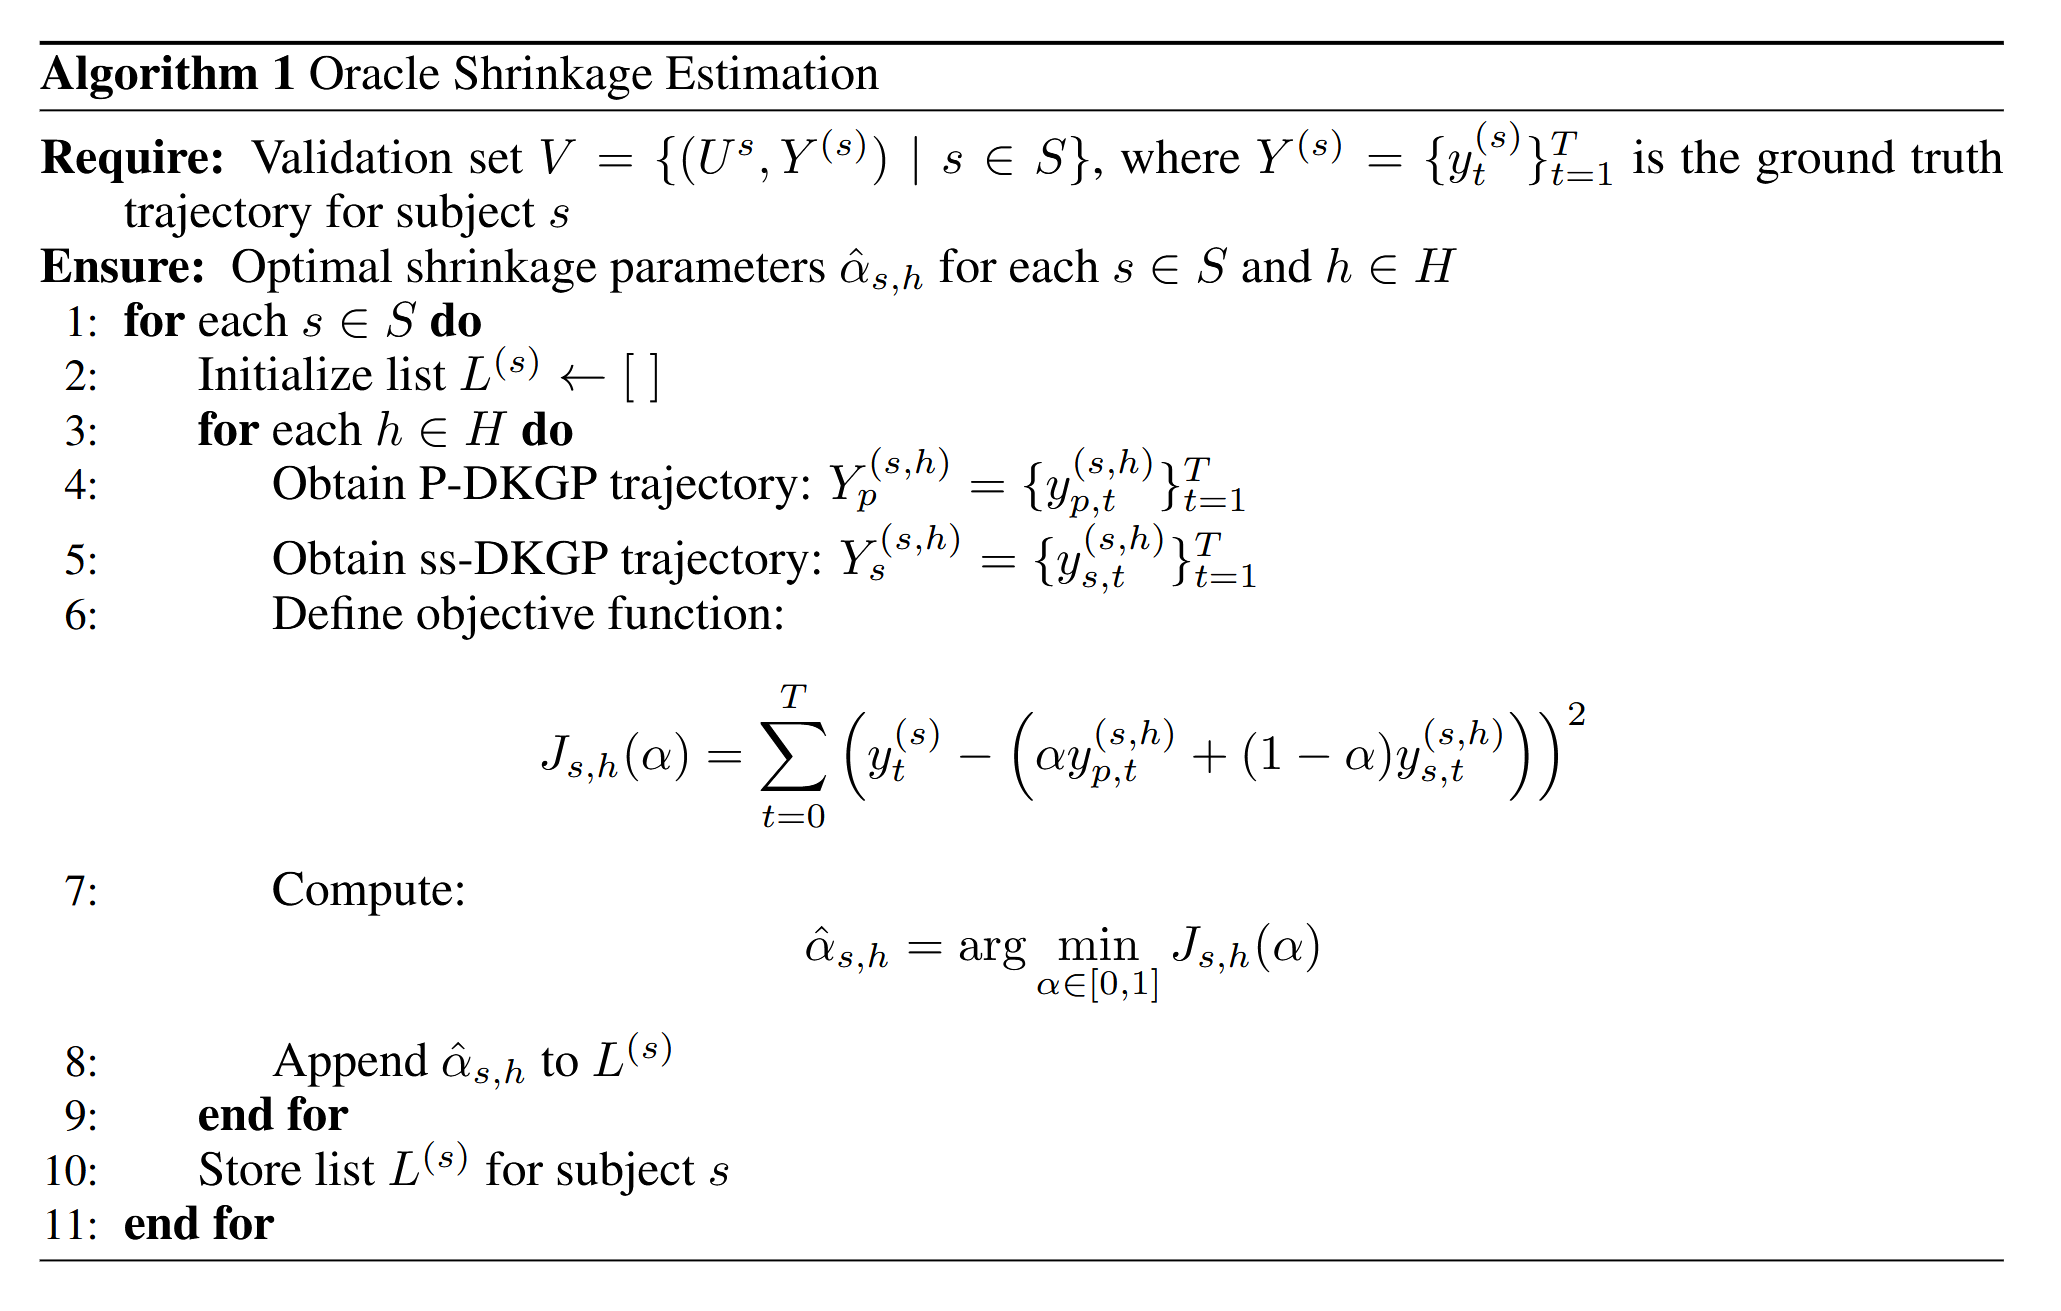 Algorithm 1 Oracle Shrinkage Estimation
Require: Validation set $V = \{(U^s, Y^{(s)}) \mid s \in S\}$, where $Y^{(s)} = \{y_t^{(s)}\}_{t=1}^T$ is the ground truth
trajectory for subject $s$
Ensure: Optimal shrinkage parameters $\hat{\alpha}_{s,h}$ for each $s \in S$ and $h \in H$
1: for each $s \in S$ do
2: Initialize list $L^{(s)} \leftarrow [\ ]$
3: for each $h \in H$ do
4: Obtain P-DKGP trajectory: $Y_p^{(s,h)} = \{y_{p,t}^{(s,h)}\}_{t=1}^T$
5: Obtain ss-DKGP trajectory: $Y_s^{(s,h)} = \{y_{s,t}^{(s,h)}\}_{t=1}^T$
6: Define objective function:
$J_{s,h}(\alpha) = \sum_{t=0}^{T} \left( y_t^{(s)} - \left( \alpha y_{p,t}^{(s,h)} + (1 - \alpha) y_{s,t}^{(s,h)} \right) \right)^2$
7: Compute:
$\hat{\alpha}_{s,h} = \arg \min_{\alpha \in [0,1]} J_{s,h}(\alpha)$
8: Append $\hat{\alpha}_{s,h}$ to $L^{(s)}$
9: end for
10: Store list $L^{(s)}$ for subject $s$
11: end for